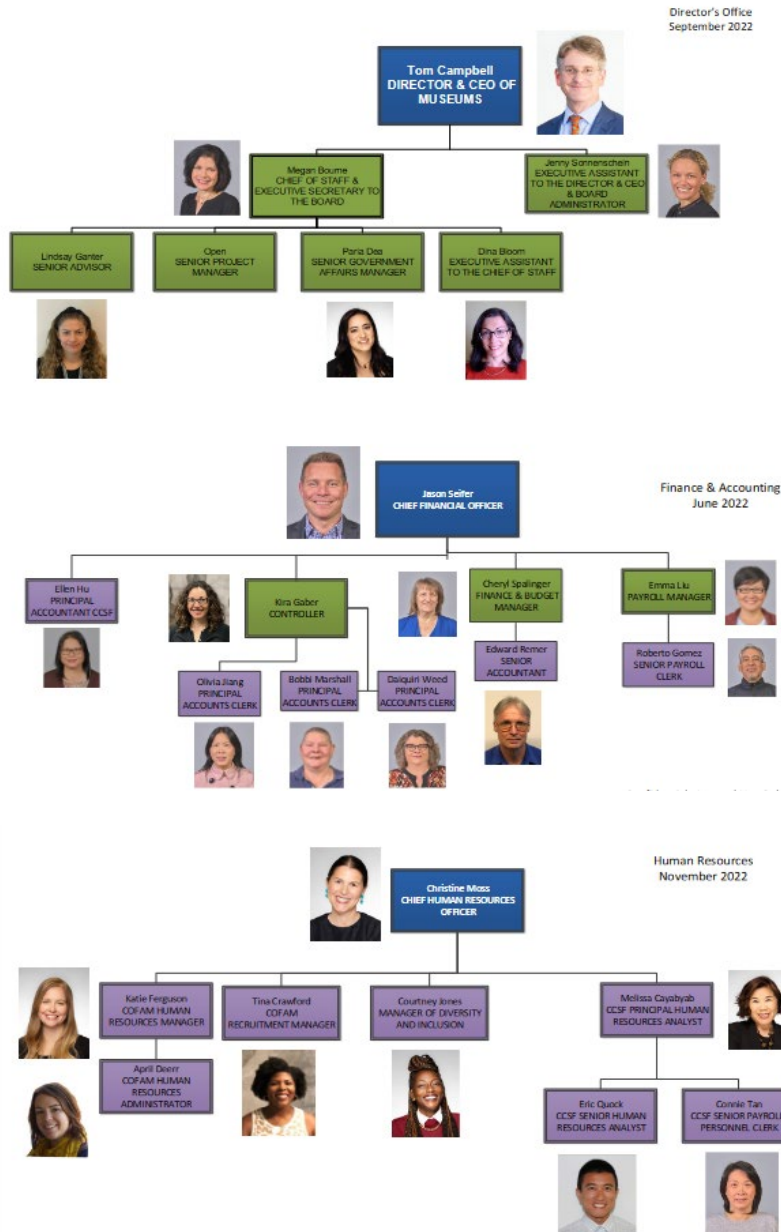 Director's Office
September 2022
Tom Campbell
DIRECTOR & CEO OF
MUSEUMS
Megan Bourne
CHIEF OF STAFF &
EXECUTIVE SECRETARY TO
THE BOARD
Jenny Sonnenschein
EXECUTIVE ASSISTANT
TO THE DIRECTOR & CEO
& BOARD
ADMINISTRATOR
Lindsay Ganter
SENIOR ADVISOR
Open
SENIOR PROJECT
MANAGER
Paria Dea
SENIOR GOVERNMENT
AFFAIRS MANAGER
Dina Bloom
EXECUTIVE ASSISTANT
TO THE CHIEF OF STAFF
Finance & Accounting
June 2022
Jason Seifer
CHIEF FINANCIAL OFFICER
Ellen Hu
PRINCIPAL
ACCOUNTANT CCSF
Kira Gaber
CONTROLLER
Cheryl Spalinger
FINANCE & BUDGET
MANAGER
Emma Liu
PAYROLL MANAGER
Olivia Jiang
PRINCIPAL
ACCOUNTS CLERK
Bobbi Marshall
PRINCIPAL
ACCOUNTS CLERK
Daiquiri Weed
PRINCIPAL
ACCOUNTS CLERK
Edward Remer
SENIOR
ACCOUNTANT
Roberto Gomez
SENIOR PAYROLL
CLERK
Human Resources
November 2022
Christine Moss
CHIEF HUMAN RESOURCES
OFFICER
Katie Ferguson
COFAM HUMAN
RESOURCES MANAGER
Tina Crawford
COFAM
RECRUITMENT MANAGER
Courtney Jones
MANAGER OF DIVERSITY
AND INCLUSION
Melissa Cayabyab
CCSF PRINCIPAL HUMAN
RESOURCES ANALYST
April Deerr
COFAM HUMAN
RESOURCES
ADMINISTRATOR
Eric Quock
CCSF SENIOR HUMAN
RESOURCES ANALYST
Connie Tan
CCSF SENIOR PAYROLL
PERSONNEL CLERK